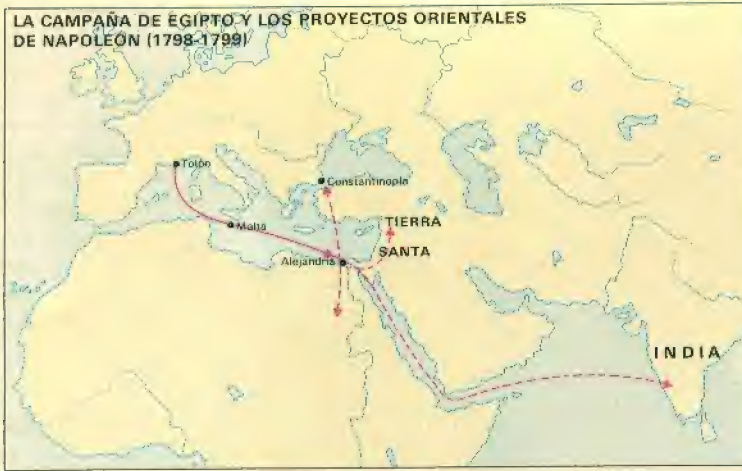 LA CAMPAÑA DE EGIPTO Y LOS PROYECTOS ORIENTALES
DE NAPOLEÓN (1798-1799)
Tolón
Constantinopla
Malta
TIERRA
SANTA
Alejandría
INDIA